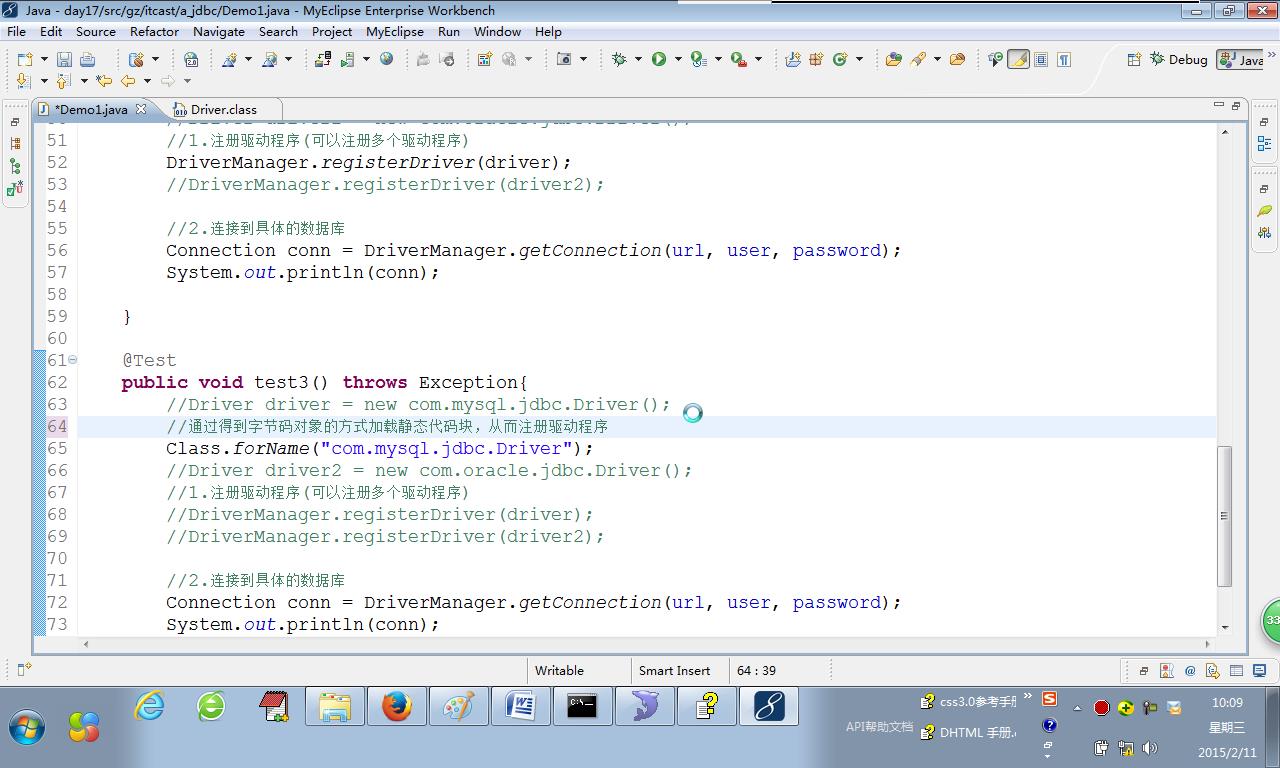 Java - day17/src/gz/itcast/a_jdbc/Demo1.java - MyEclipse Enterprise Workbench
File Edit Source Refactor Navigate Search Project MyEclipse Run Window Help
Debug Java
*Demo1.java Driver.class
51 //1.注册驱动程序(可以注册多个驱动程序)
52 DriverManager.registerDriver(driver);
53 //DriverManager.registerDriver(driver2);
54
55 //2.连接到具体的数据库
56 Connection conn = DriverManager.getConnection(url, user, password);
57 System.out.println(conn);
58
59 }
60
61 @Test
62 public void test3() throws Exception{
63 //Driver driver = new com.mysql.jdbc.Driver();
64 //通过得到字节码对象的方式加载静态代码块，从而注册驱动程序
65 Class.forName("com.mysql.jdbc.Driver");
66 //Driver driver2 = new com.oracle.jdbc.Driver();
67 //1.注册驱动程序(可以注册多个驱动程序)
68 //DriverManager.registerDriver(driver);
69 //DriverManager.registerDriver(driver2);
70
71 //2.连接到具体的数据库
72 Connection conn = DriverManager.getConnection(url, user, password);
73 System.out.println(conn);
33
Writable Smart Insert 64 : 39
css3.0参考手册
API帮助文档
DHTML 手册.c
10:09
星期三
2015/2/11